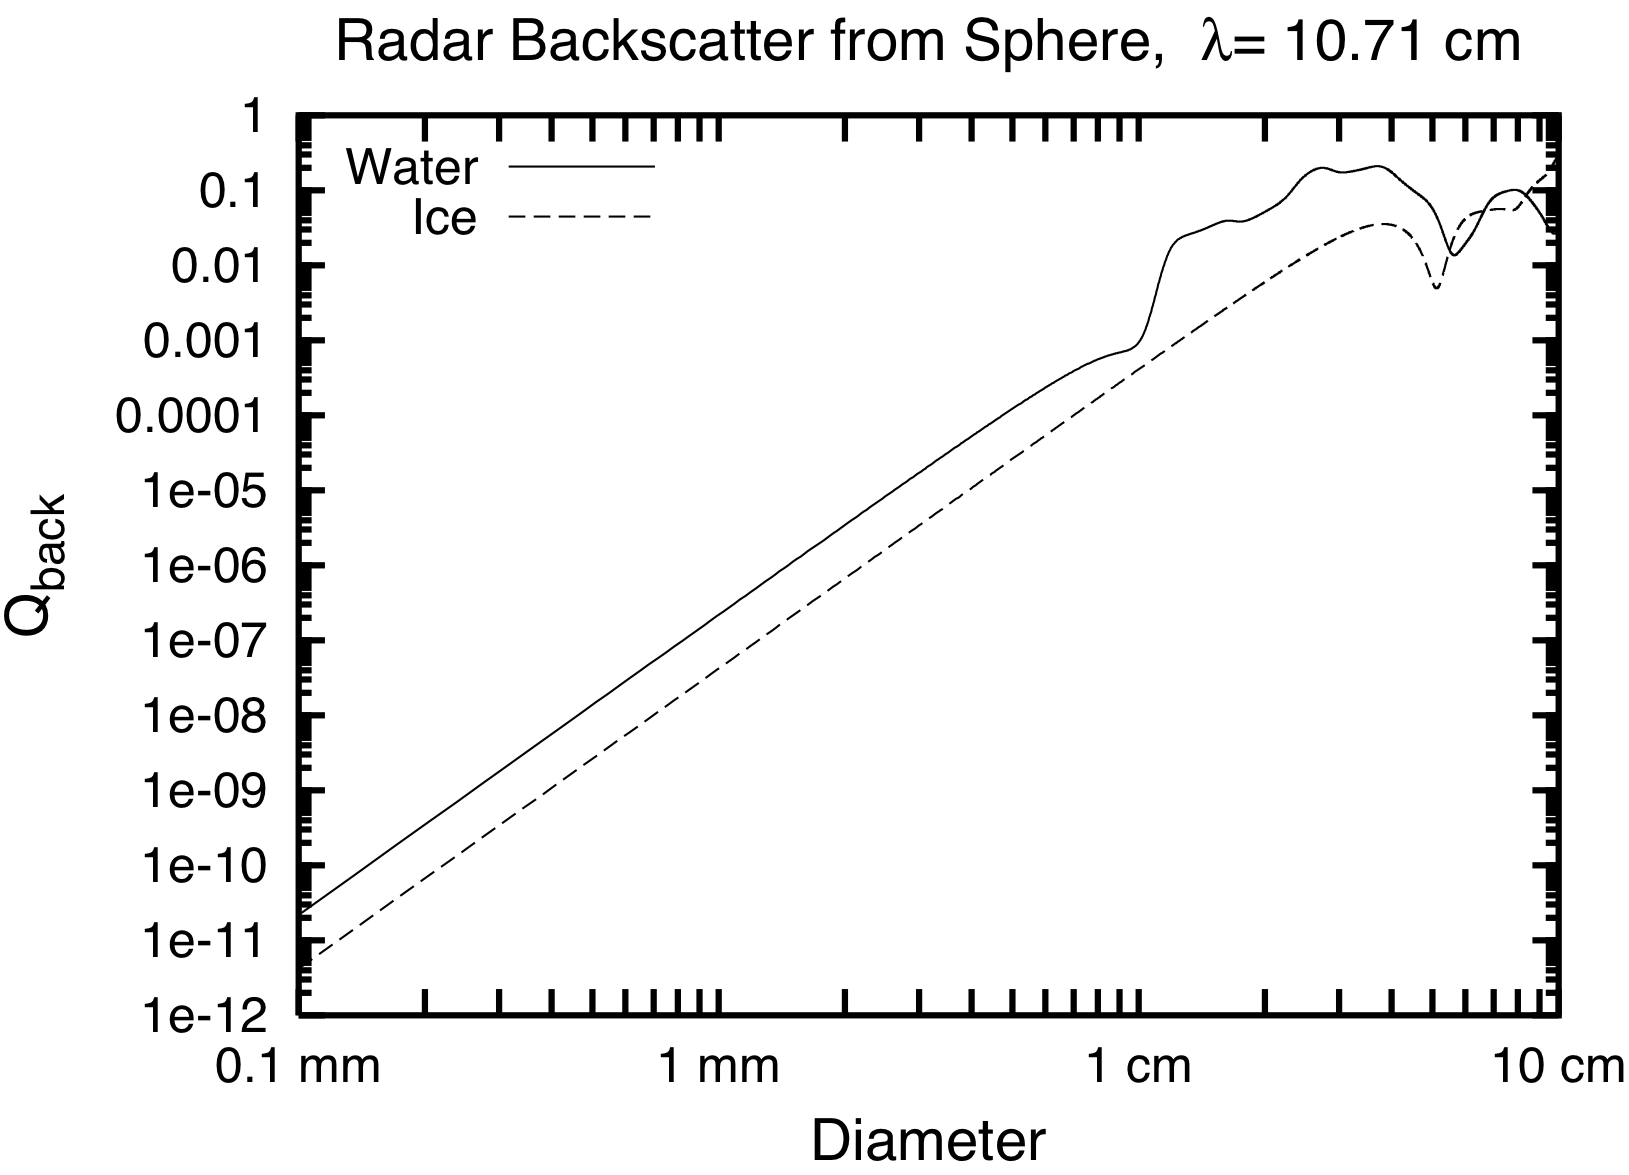 Radar Backscatter from Sphere, λ= 10.71 cm
1
Water
Ice
0.1
0.01
0.001
0.0001
1e-05
1e-06
1e-07
1e-08
1e-09
1e-10
1e-11
1e-12
Qback
0.1 mm
1 mm
1 cm
10 cm
Diameter